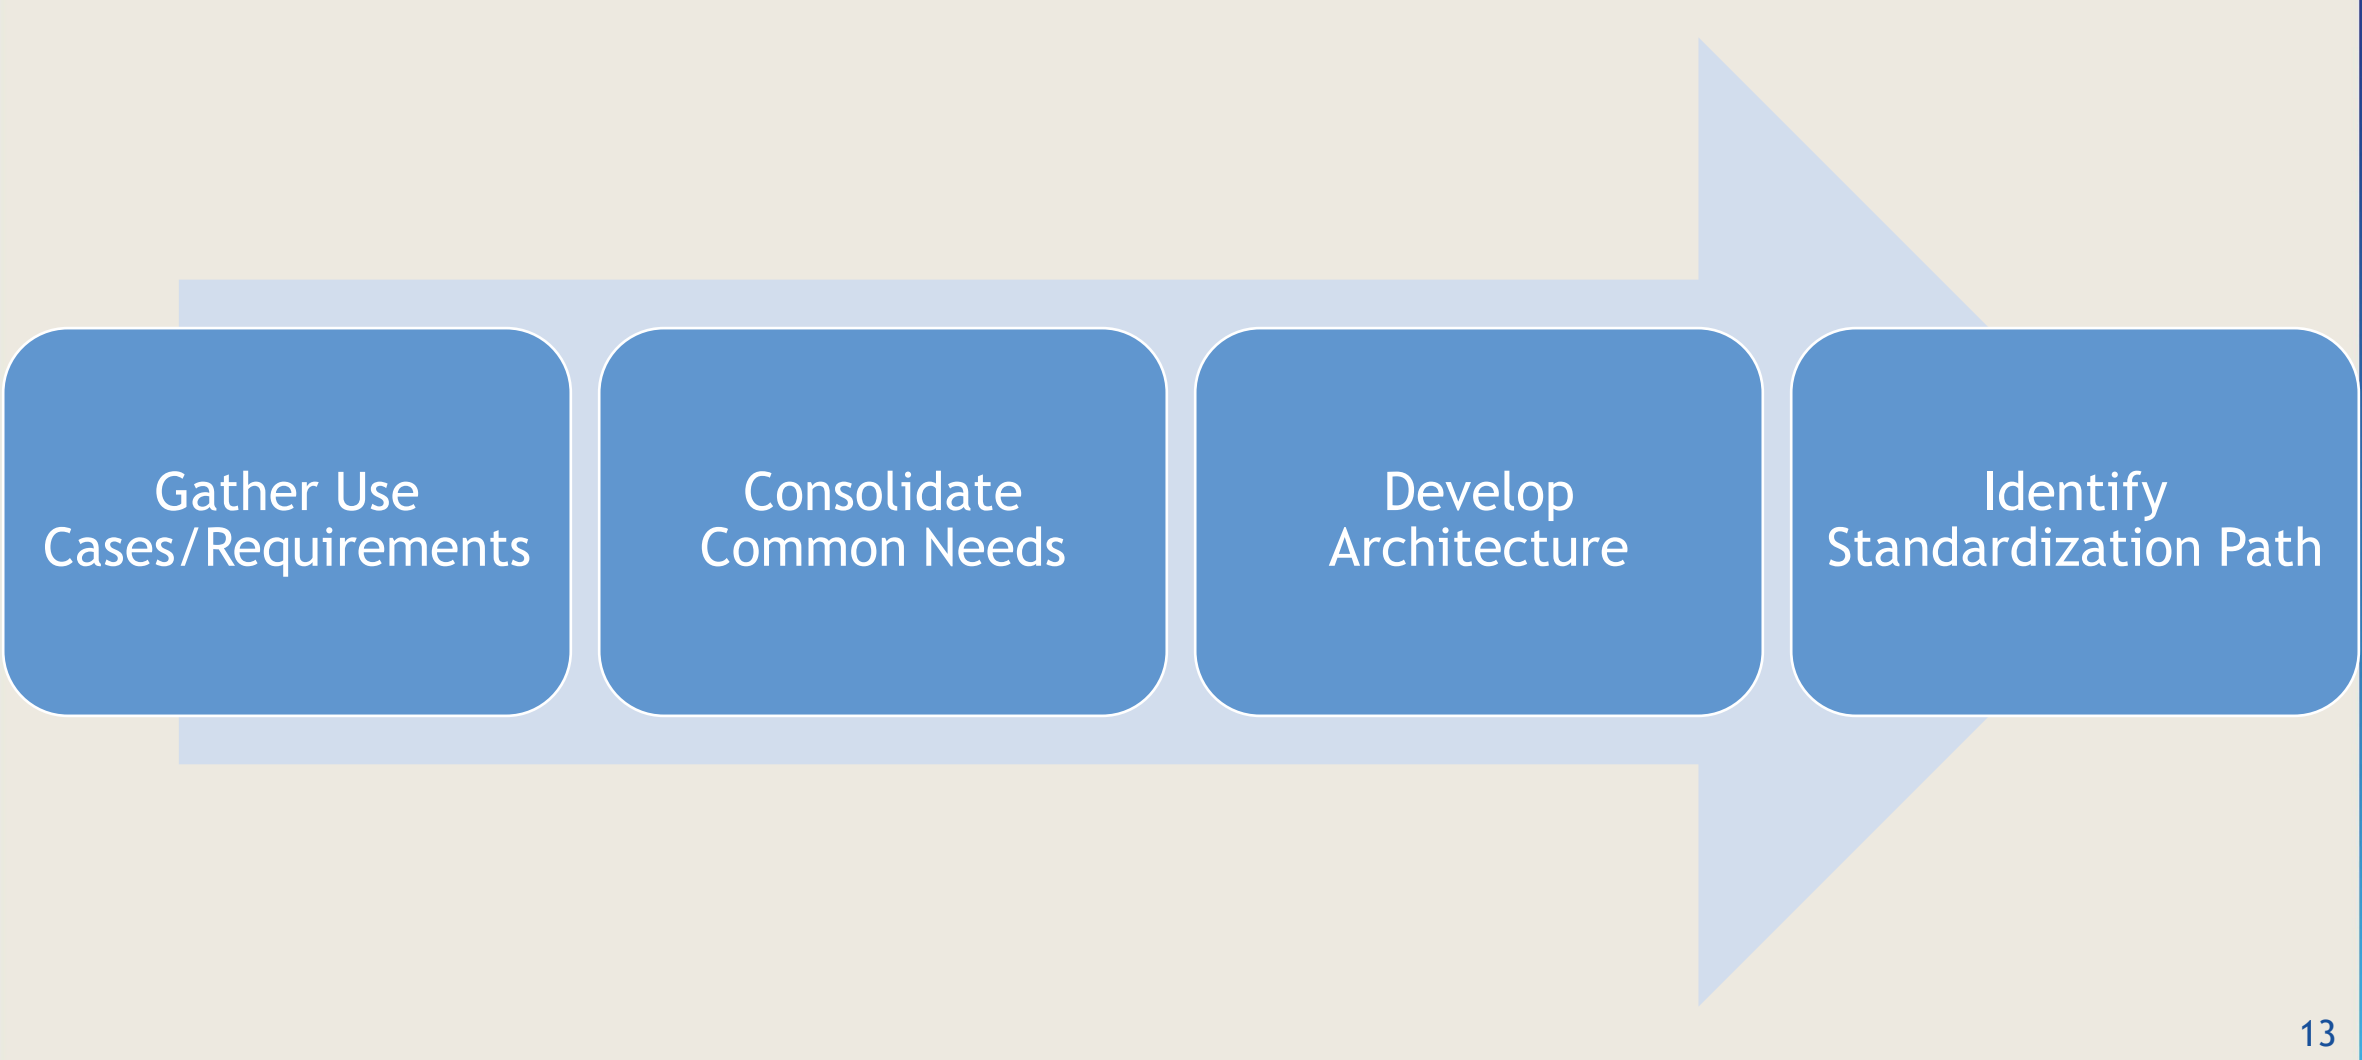 Gather Use
Cases/Requirements
Consolidate
Common Needs
Develop
Architecture
Identify
Standardization Path
13